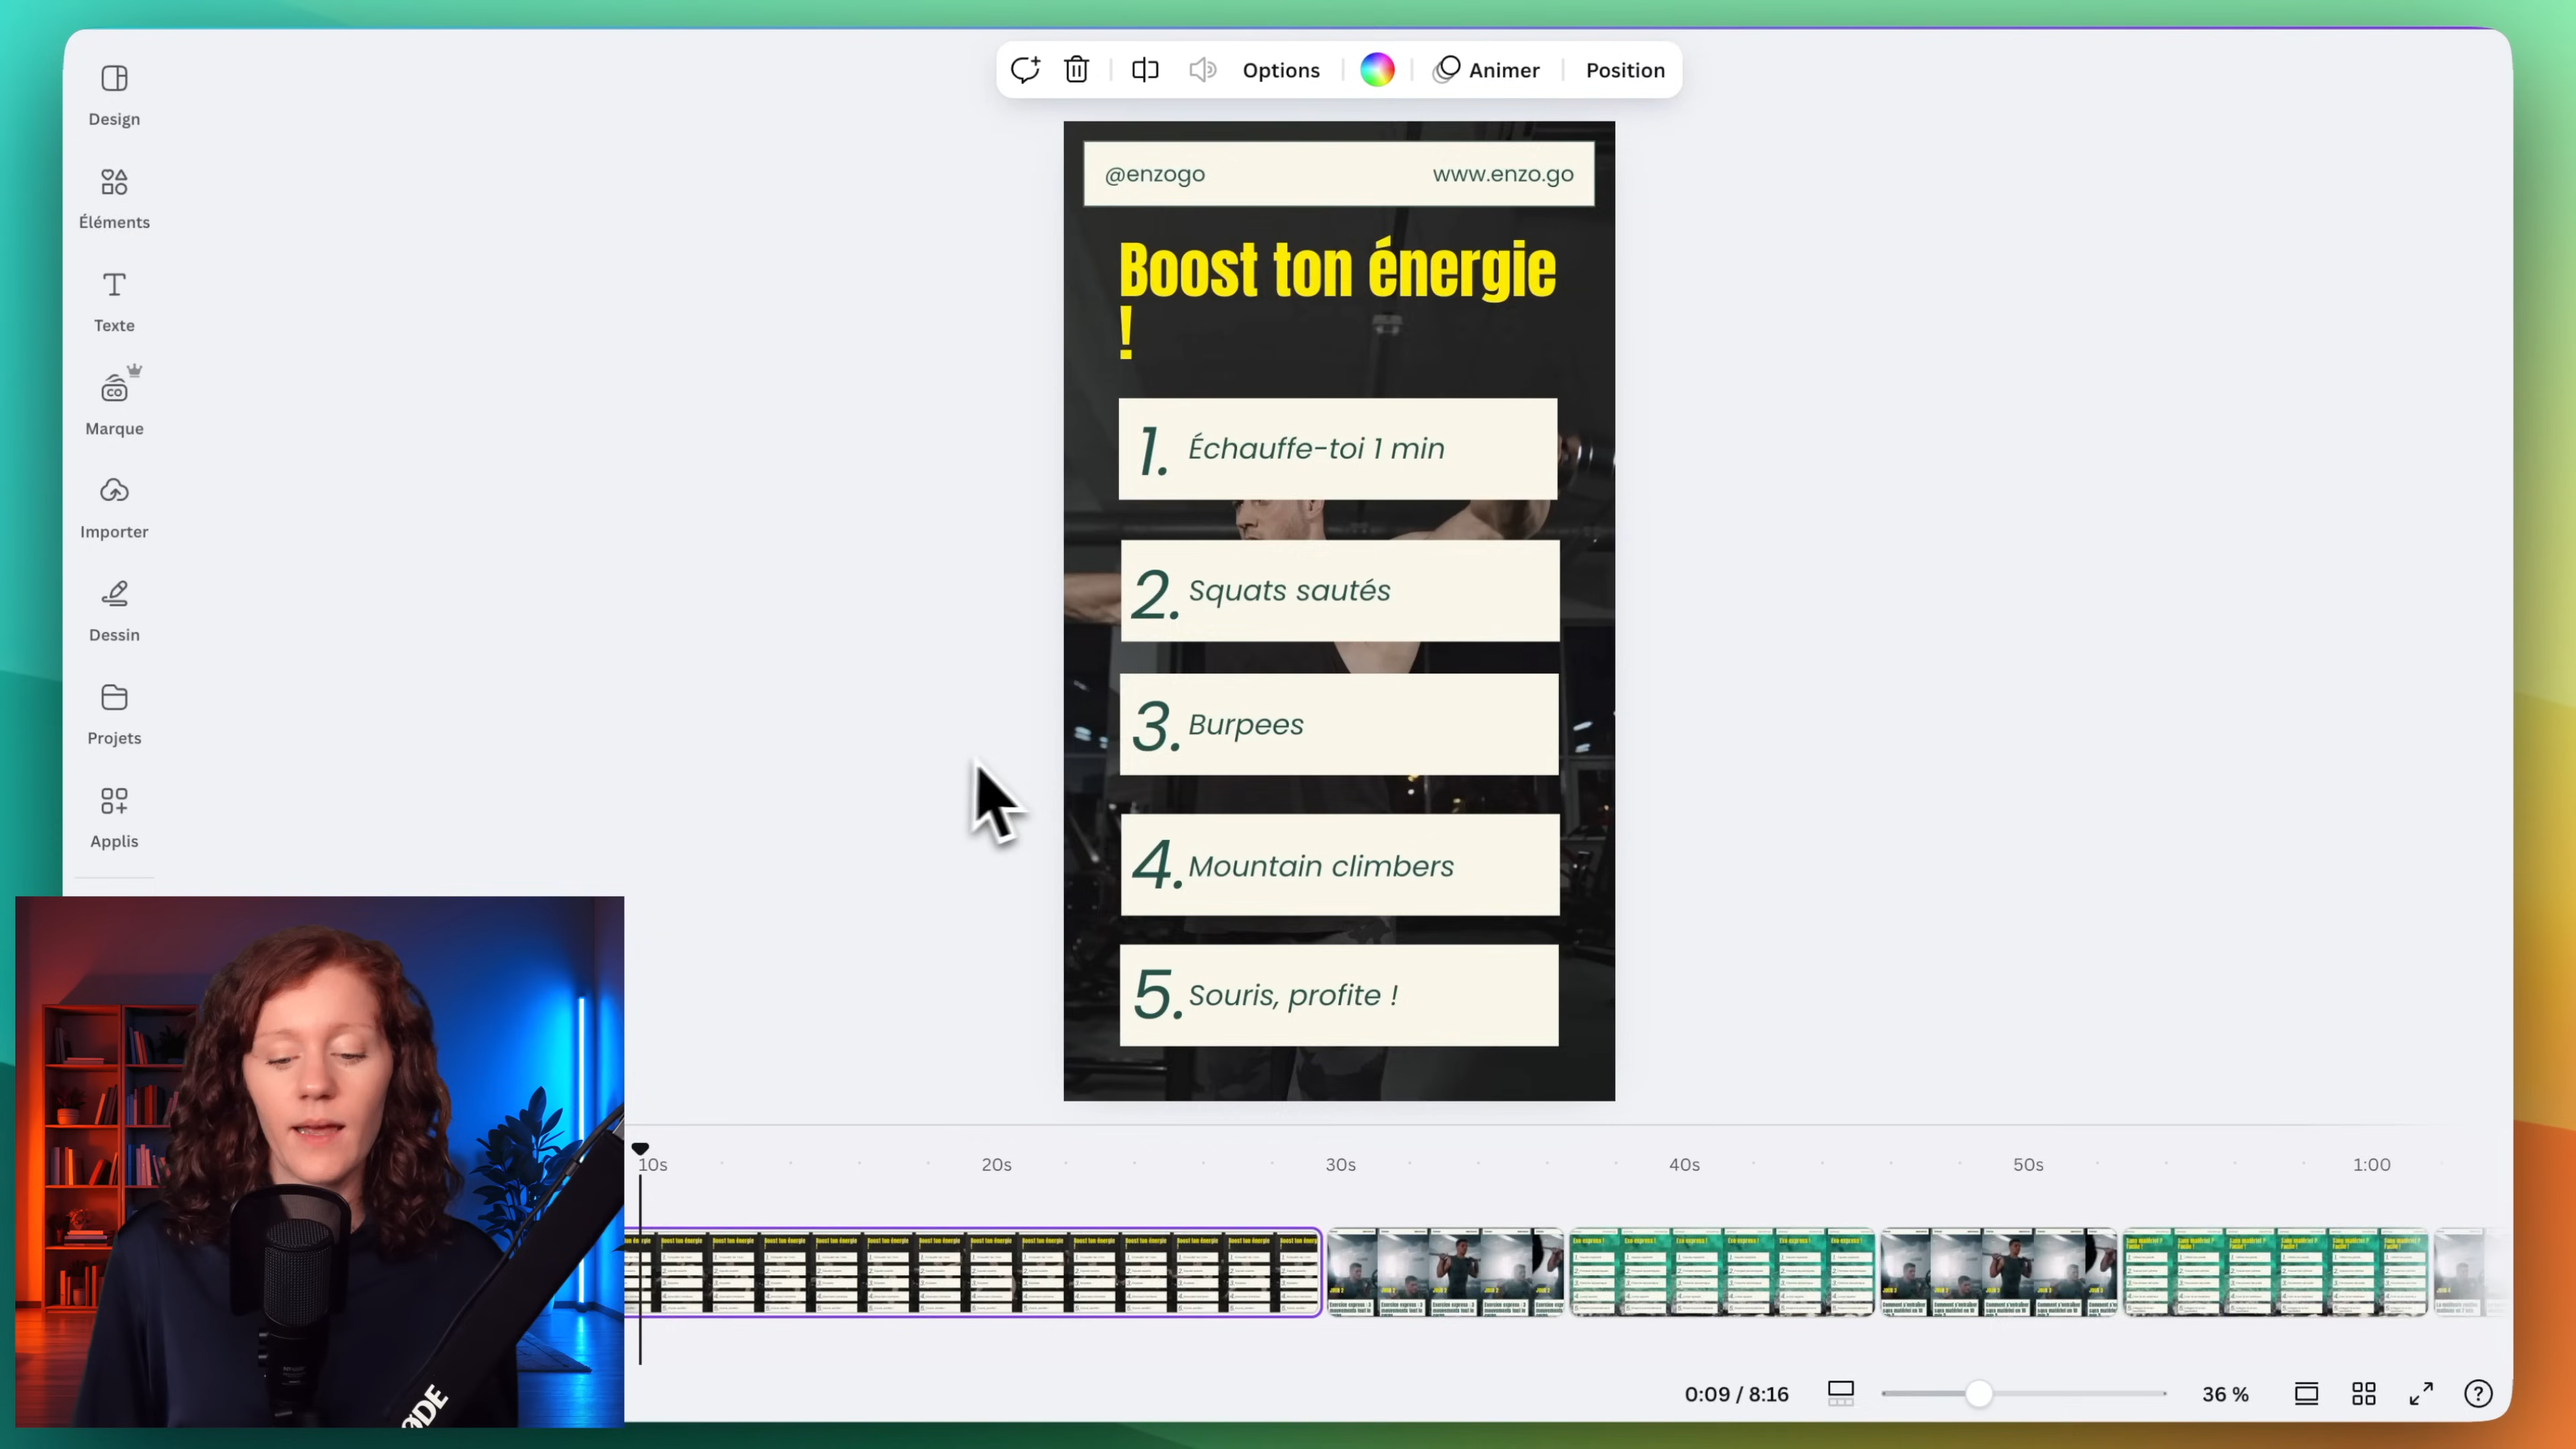 Options
Animer
Position
Design
Éléments
Texte
Marque
CO
Importer
Dessin
Projets
Applis
@enzogo
www.enzo.go
Boost ton énergie
!
1. Échauffe-toi 1 min
2. Squats sautés
3. Burpees
4. Mountain climbers
5. Souris, profite !
RØDE
10s
20s
30s
40s
50s
1:00
0:09 / 8:16
36 %
?